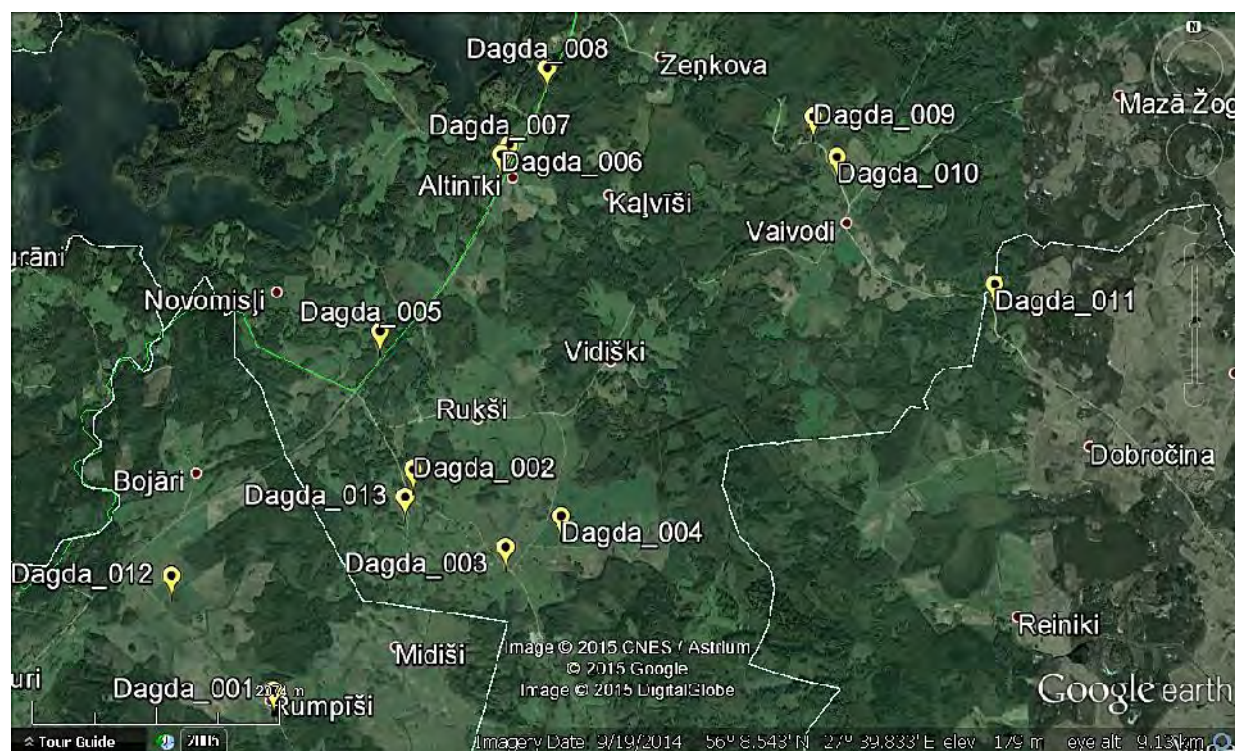 N
Dagda_008
Zeņkova
Mazā Žog
Dagda_009
Dagda_007
Dagda_006
Dagda_010
Altinīki
Kaļvīši
Vaivodi
urāni
Novomisļi
Dagda_005
Dagda_011
Vidiški
Rukši
Bojāri
Dagda_002
Dagda_013
Dobročina
Dagda_004
Dagda_003
Dagda_012
Reiniki
Midiši
Image © 2015 CNES / Astrium
© 2015 Google
Image © 2015 DigitalGlobe
uri
Dagda_001
2074 m
Rumpīši
Google earth
Tour Guide
2005
Imagery Date: 9/19/2014 56° 8.543' N 27° 39.833' E elev 179 m eye alt 9.13 km